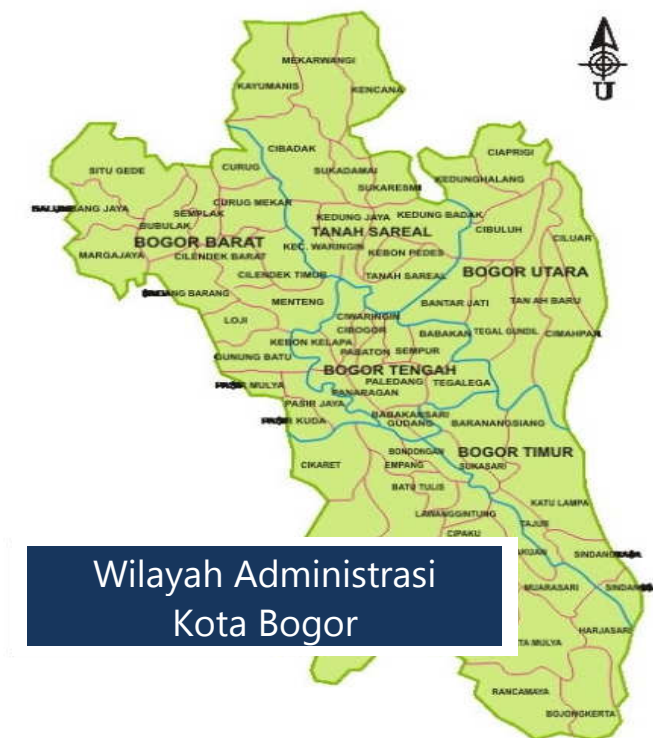 MEKARWANGI
KAYUMANIS
KENCANA
U
CIBADAK
CIAPRIGI
SITU GEDE
CURUG
SUKADAMAI
KEDUNGHALANG
SUKARESMI
CURUG MEKAR
SEMPLAK
KEDUNG JAYA
KEDUNG BADAK
BUBULAK
TANAH SAREAL
CIBULUH
CILUAR
BOGOR BARAT
KEC. WARINGIN
KEBON PEDES
MARGAJAYA
CILENDEK BARAT
CILENDEK TIMUR
TANAH SAREAL
BOGOR UTARA
MENTENG
BANTAR JATI
TAN AH BARU
LOJI
CIWARINGIN
CIBOGOR
BABAKAN
TEGAL GUNDIL
CIMAHPAR
KEBON KELAPA
PABATON
SEMPUR
GUNUNG BATU
BOGOR TENGAH
PALEDANG
TEGALEGA
PANARAGAN
PASIR JAYA
BABAKANSARI
GUDANG
BARANANGSIANG
BONDONGAN
BOGOR TIMUR
CIKARET
EMPANG
SUKASARI
BATU TULIS
KATU LAMPA
LAWANGGINTUNG
TAJUR
CIPAKU
MUARASARI
Wilayah Administrasi
Kota Bogor
HARJASARI
TA MULYA
RANCAMAYA
BOJONGKERTA